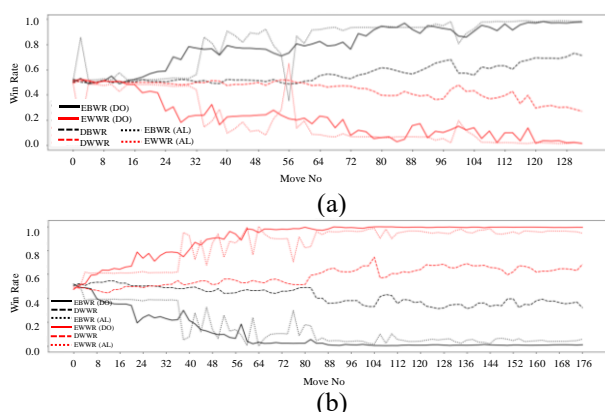 1.0
0.8
0.6
0.4
0.2
0.0
Win Rate
EBWR (DO)
EWWR (DO)
DBWR
DWWR
EBWR (AL)
EWWR (AL)
0 8 16 24 32 40 48 56 64 72 80 88 96 104 112 120 128
Move No
(a)
1.0
0.8
0.6
0.4
0.2
0.0
Win Rate
EBWR (DO)
DWWR
EBWR (AL)
EWWR (DO)
DWWR
EWWR (AL)
0 8 16 24 32 40 48 56 64 72 80 88 96 104 112 120 128 136 144 152 160 168 176
Move No
(b)